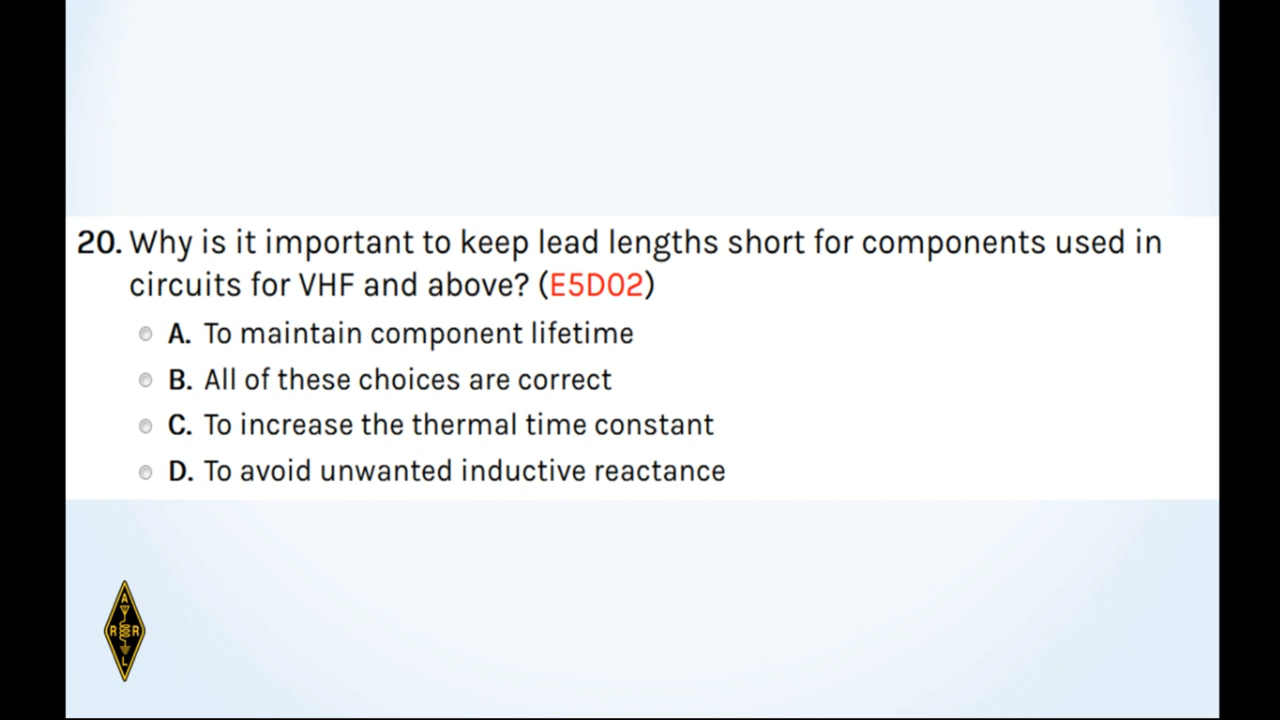 20. Why is it important to keep lead lengths short for components used in
circuits for VHF and above? (E5D02)
A. To maintain component lifetime
B. All of these choices are correct
C. To increase the thermal time constant
D. To avoid unwanted inductive reactance
A
R R
L